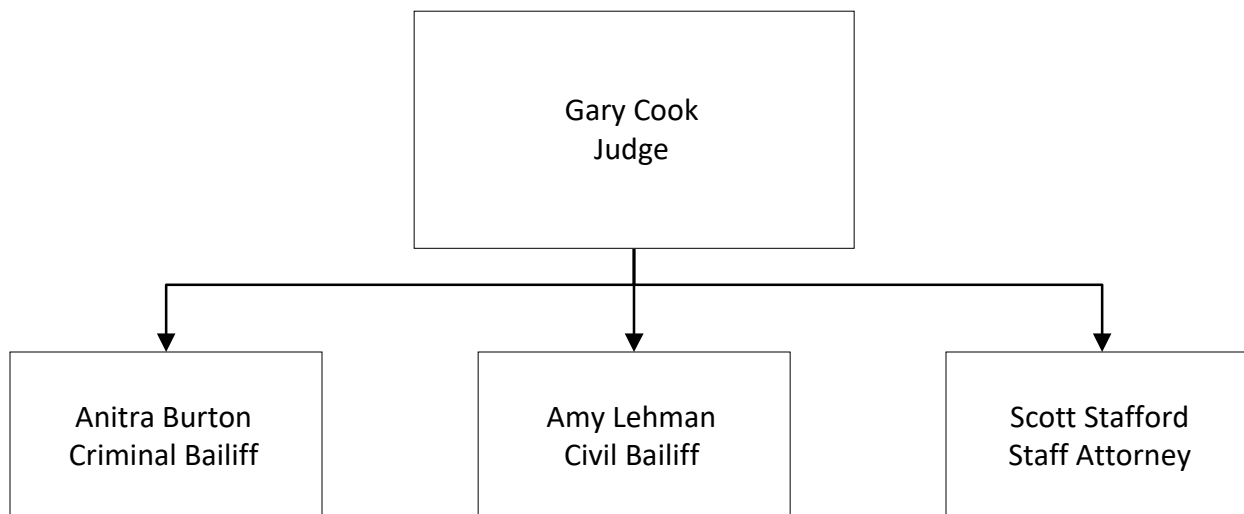 Gary Cook
Judge
Anitra Burton
Criminal Bailiff
Amy Lehman
Civil Bailiff
Scott Stafford
Staff Attorney